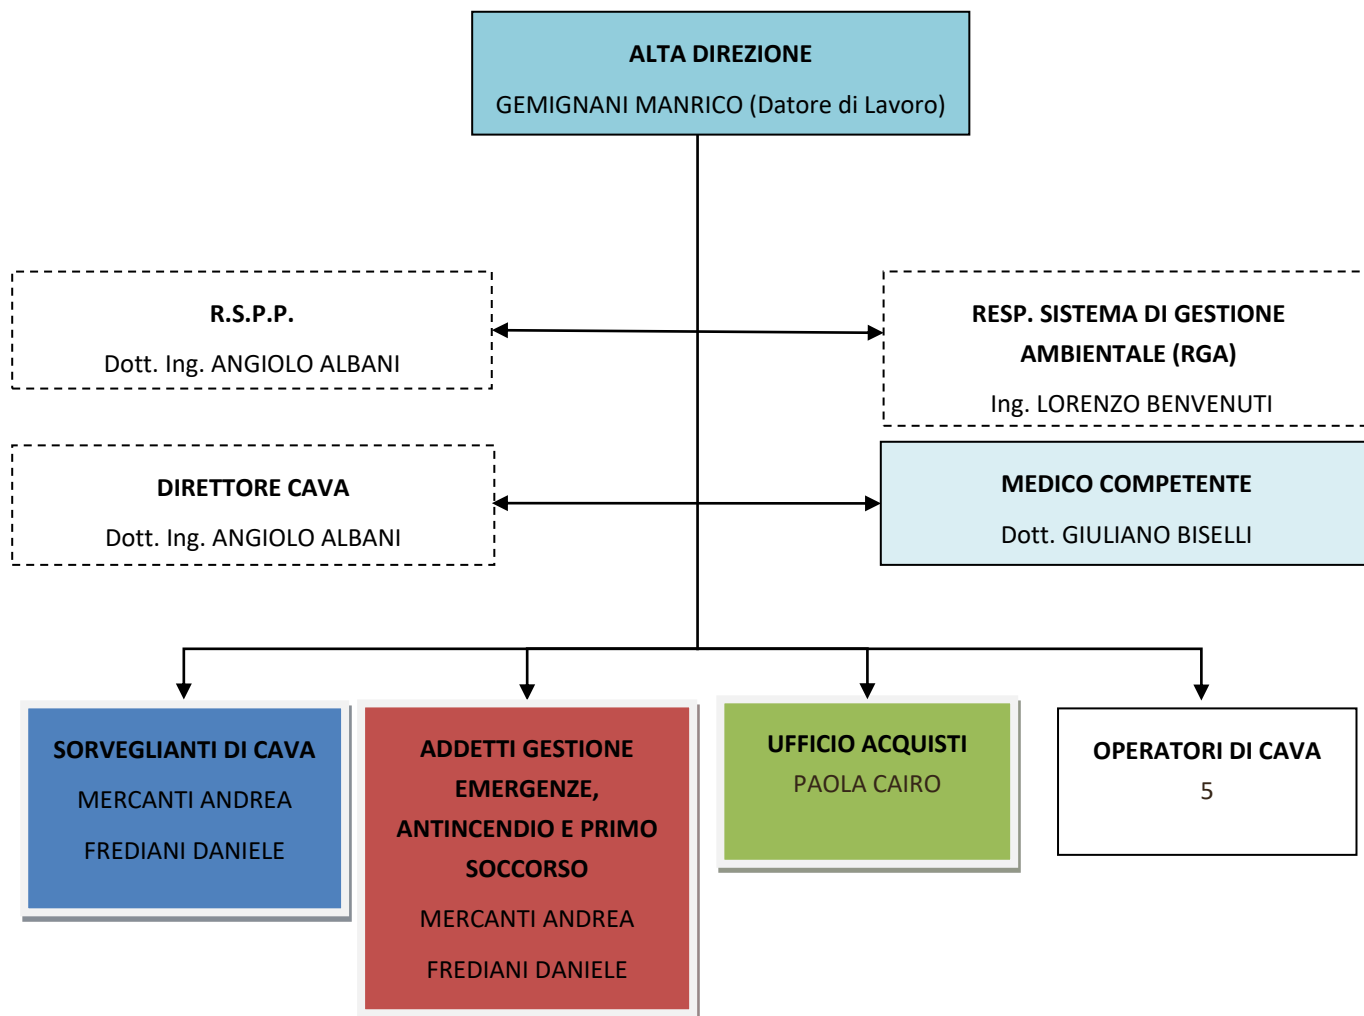 ALTA DIREZIONE
GEMIGNANI MANRICO (Datore di Lavoro)
R.S.P.P.
Dott. Ing. ANGIOLO ALBANI
RESP. SISTEMA DI GESTIONE
AMBIENTALE (RGA)
Ing. LORENZO BENVENUTI
DIRETTORE CAVA
Dott. Ing. ANGIOLO ALBANI
MEDICO COMPETENTE
Dott. GIULIANO BISELLI
SORVEGLIANTI DI CAVA
MERCANTI ANDREA
FREDIANI DANIELE
ADDETTI GESTIONE
EMERGENZE,
ANTINCENDIO E PRIMO
SOCCORSO
MERCANTI ANDREA
FREDIANI DANIELE
UFFICIO ACQUISTI
PAOLA CAIRO
OPERATORI DI CAVA
5